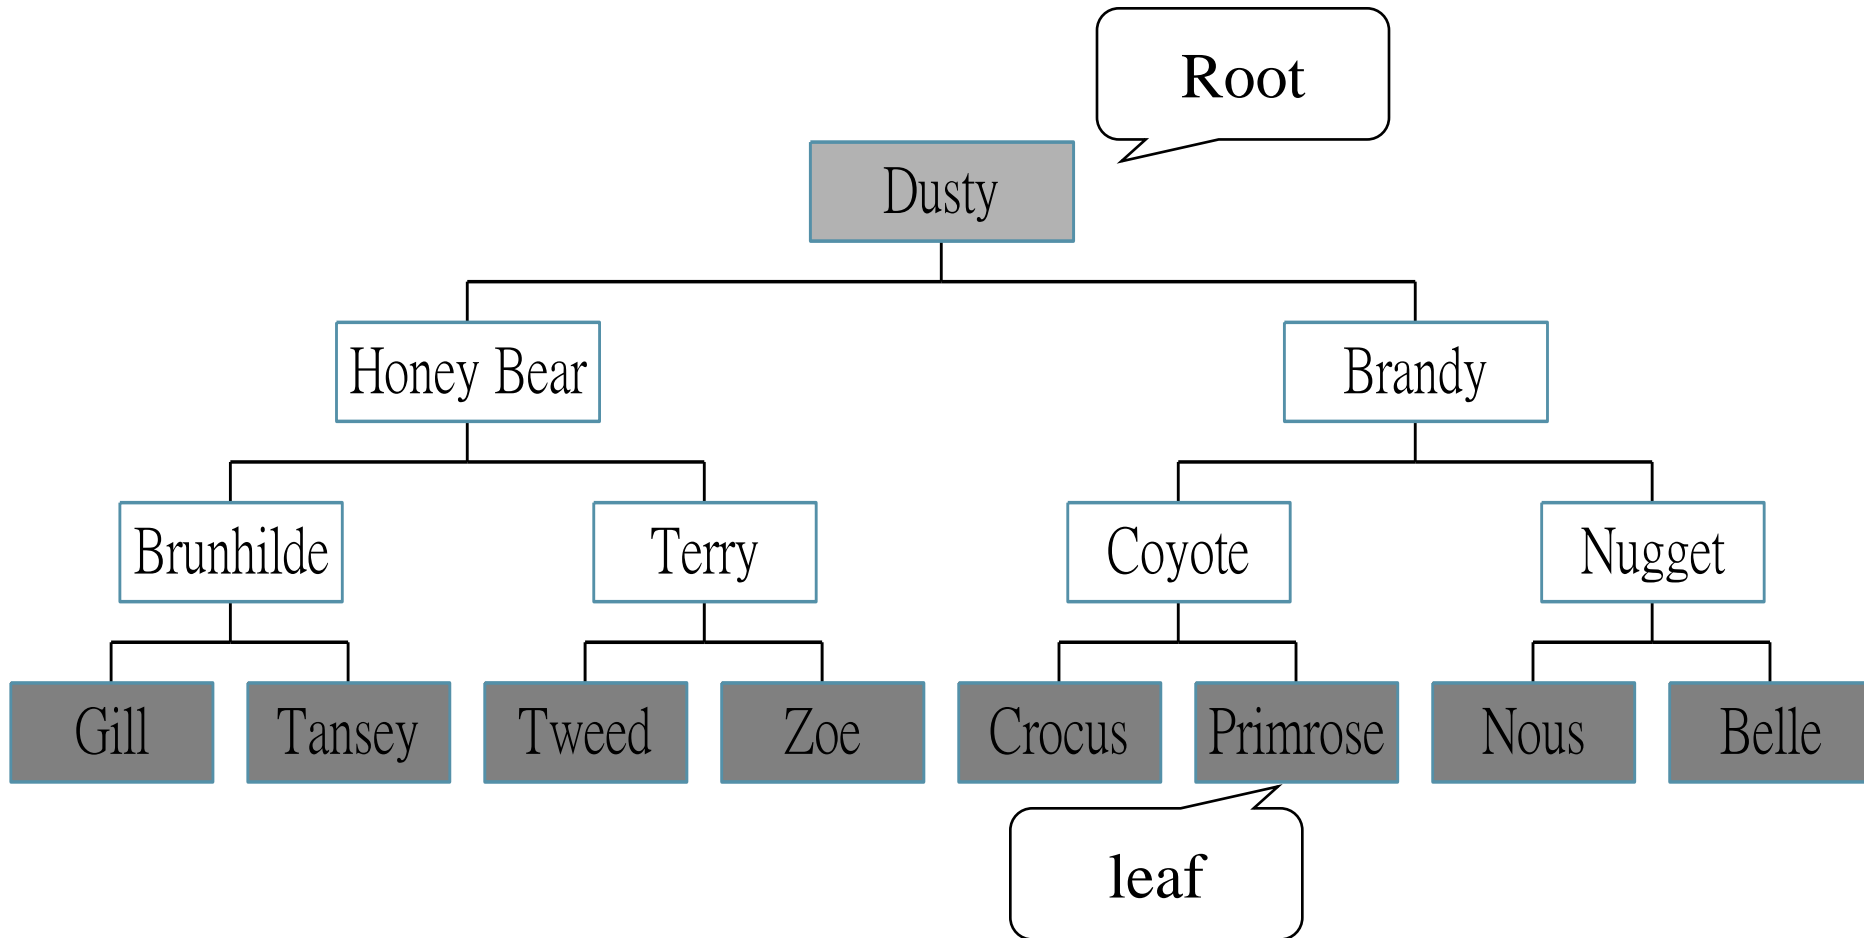 Root
Dusty
Honey Bear
Brandy
Brunhilde
Terry
Coyote
Nugget
Gill
Tansey
Tweed
Zoe
Crocus
Primrose
Nous
Belle
leaf